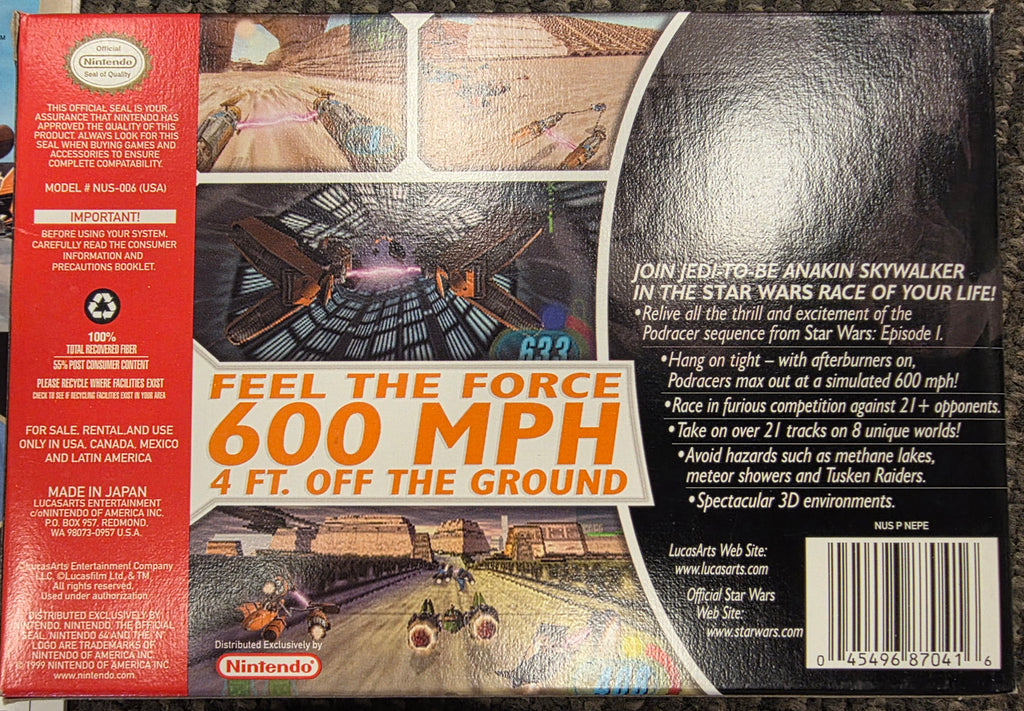 Official
Nintendo
Seal of Quality
THIS OFFICIAL SEAL IS YOUR
ASSURANCE THAT NINTENDO HAS
APPROVED THE QUALITY OF THIS
PRODUCT. ALWAYS LOOK FOR THIS
SEAL WHEN BUYING GAMES AND
ACCESSORIES TO ENSURE
COMPLETE COMPATABILITY.
MODEL # NUS-006 (USA)
IMPORTANT!
BEFORE USING YOUR SYSTEM,
CAREFULLY READ THE CONSUMER
INFORMATION AND
PRECAUTIONS BOOKLET.
100%
TOTAL RECOVERED FIBER
55% POST CONSUMER CONTENT
PLEASE RECYCLE WHERE FACILITIES EXIST
CHECK TO SEE IF RECYCLING FACILITIES EXIST IN YOUR AREA
FOR SALE, RENTAL AND USE
ONLY IN USA, CANADA, MEXICO
AND LATIN AMERICA
MADE IN JAPAN
LUCASARTS ENTERTAINMENT
c/oNINTENDO OF AMERICA INC.
P.O. BOX 957, REDMOND,
WA 98073-0957 U.S.A.
LucasArts Entertainment Company
LLC. ©Lucasfilm Ltd. & TM.
All rights reserved.
Used under authorization.
DISTRIBUTED EXCLUSIVELY BY
NINTENDO. NINTENDO, THE OFFICIAL
SEAL, NINTENDO 64 AND THE "N"
LOGO ARE TRADEMARKS OF
NINTENDO OF AMERICA INC.
© 1999 NINTENDO OF AMERICA INC.
www.nintendo.com
633
FEEL THE FORCE
600 MPH
4 FT. OFF THE GROUND
Distributed Exclusively by
Nintendo®
JOIN JEDI-TO-BE ANAKIN SKYWALKER
IN THE STAR WARS RACE OF YOUR LIFE!
•Relive all the thrill and excitement of the
Podracer sequence from Star Wars: Episode I.
•Hang on tight – with afterburners on,
Podracers max out at a simulated 600 mph!
•Race in furious competition against 21+ opponents.
•Take on over 21 tracks on 8 unique worlds!
•Avoid hazards such as methane lakes,
meteor showers and Tusken Raiders.
•Spectacular 3D environments.
NUS P NEPE
LucasArts Web Site:
www.lucasarts.com
Official Star Wars
Web Site:
www.starwars.com
0 45496 87041 6